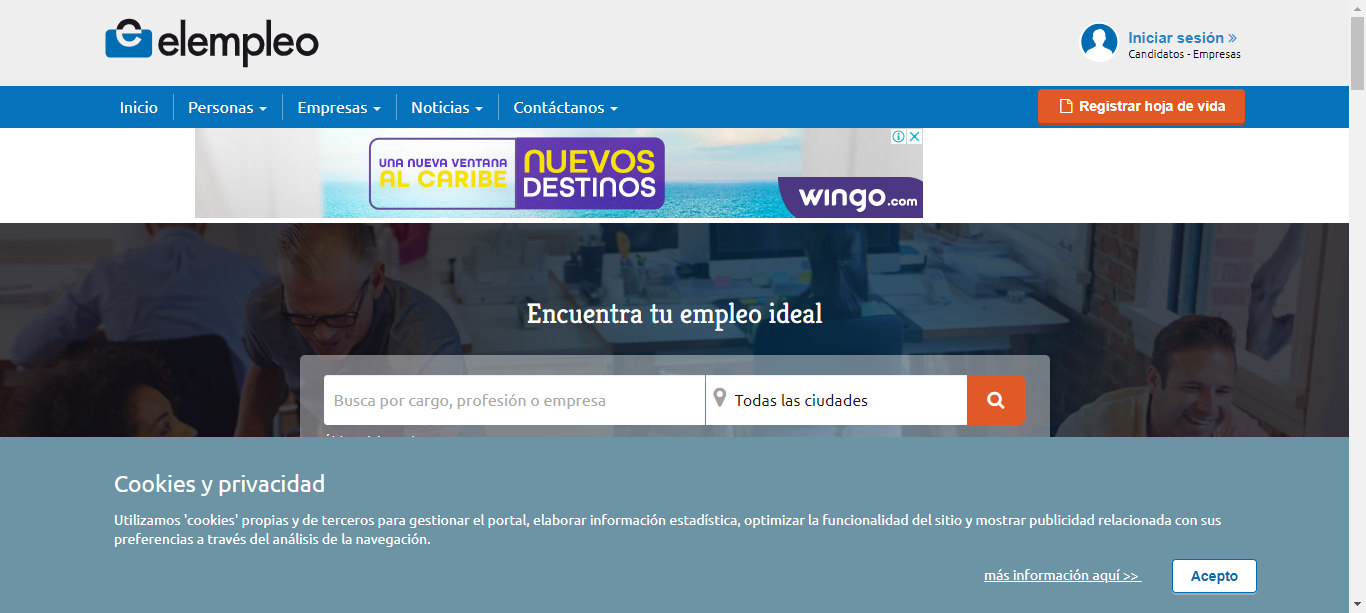 elempleo
Iniciar sesión »
Candidatos - Empresas
Inicio
Personas
Empresas
Noticias
Contáctanos
Registrar hoja de vida
UNA NUEVA VENTANA
AL CARIBE
NUEVOS
DESTINOS
wingo.com
Encuentra tu empleo ideal
Busca por cargo, profesión o empresa
Todas las ciudades
Cookies y privacidad
Utilizamos 'cookies' propias y de terceros para gestionar el portal, elaborar información estadística, optimizar la funcionalidad del sitio y mostrar publicidad relacionada con sus
preferencias a través del análisis de la navegación.
más información aquí >>
Acepto